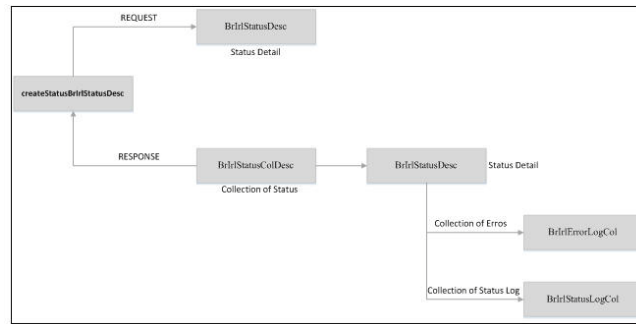 REQUEST
BrIrlStatusDesc
Status Detail
createStatusBrIrlStatusDesc
RESPONSE
BrIrlStatusColDesc
BrIrlStatusDesc
Status Detail
Collection of Status
Collection of Erros
BrIrlErrorLogCol
Collection of Status Log
BrIrlStatusLogCol